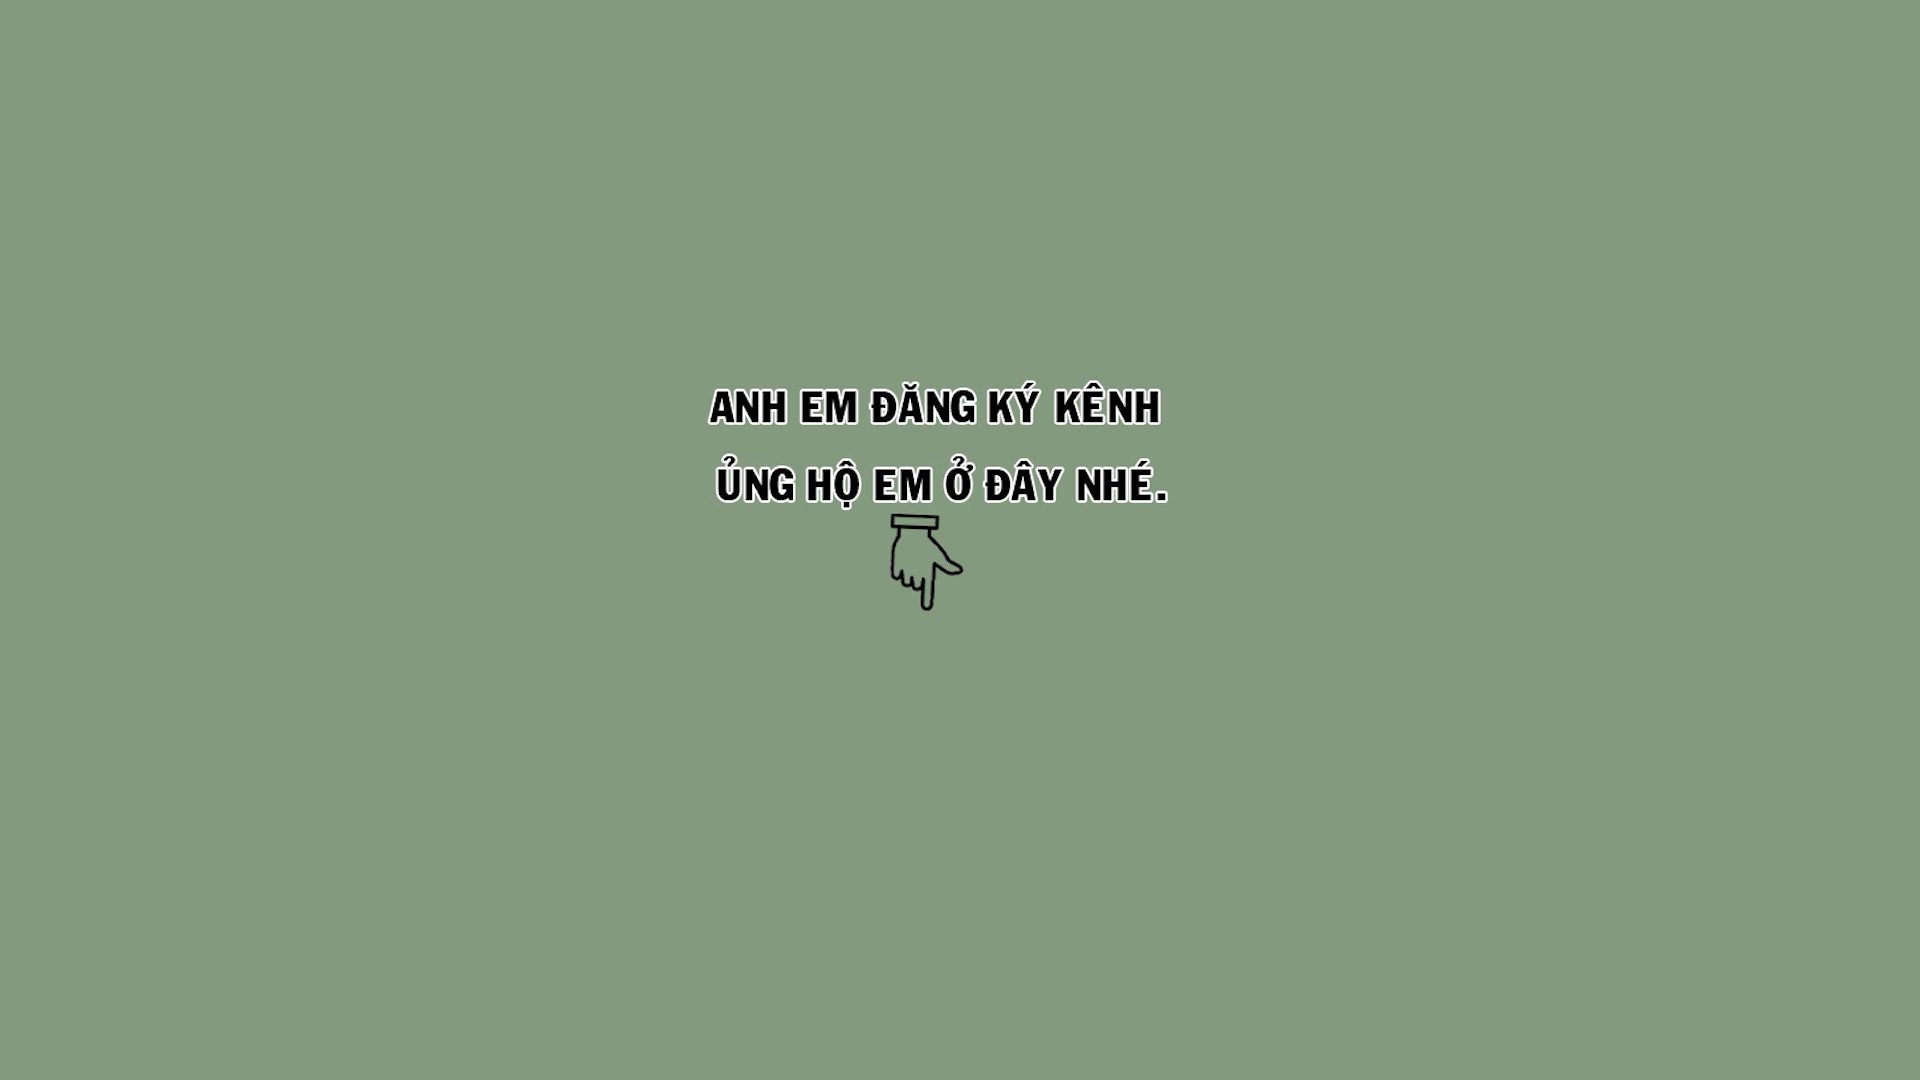 ANH EM ĐĂNG KÝ KÊNH
ỦNG HỘ EM Ở ĐÂY NHÉ.